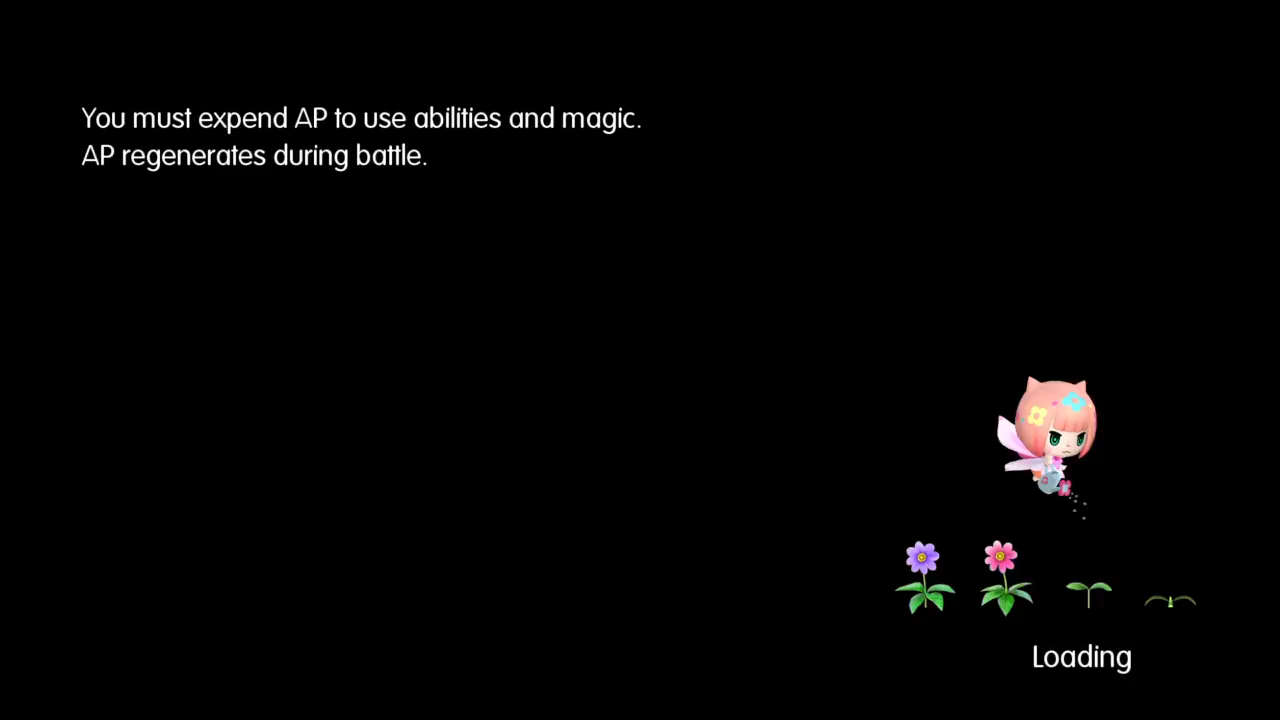 You must expend AP to use abilities and magic.
AP regenerates during battle.
Loading